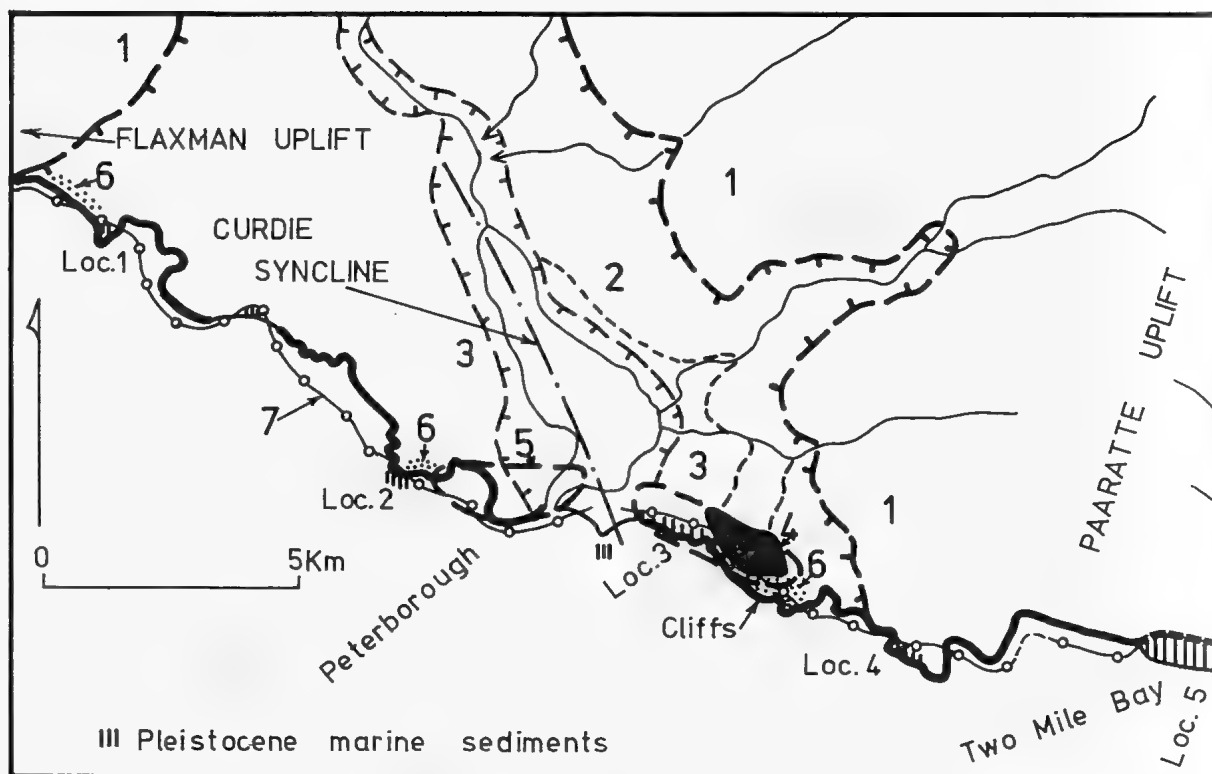 1
FLAXMAN UPLIFT
6
Loc.1
CURDIE
SYNCLINE
1
2
3
7
6
5
Loc.2
3
4
6
1
PAARATTE UPLIFT
0 5Km
Peterborough
Loc.3
Cliffs
Loc.4
Two Mile Bay
Loc. 5
III Pleistocene marine sediments